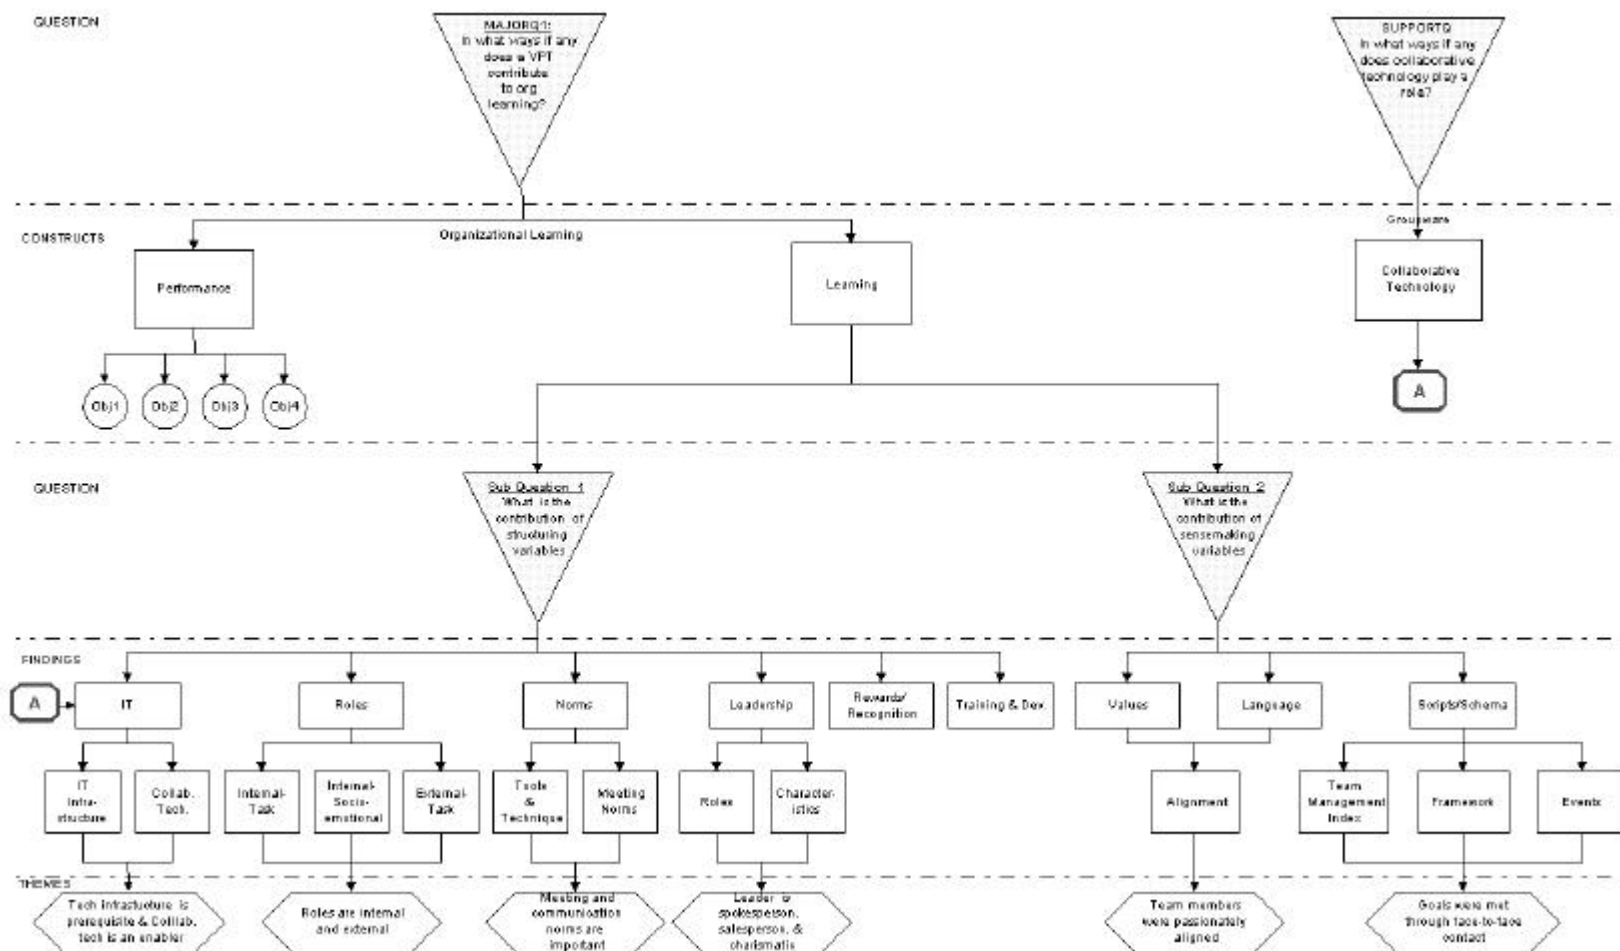 QUESTION
MAJORQ1:
In what ways if any
does a VPT
contribute
to org
learning?
SUPPORTQ
In what ways if any
does collaborative
technology play a
role?
CONSTRUCTS
Organizational Learning
Groupware
Performance
Learning
Collaborative
Technology
Obj1
Obj2
Obj3
Obj4
A
QUESTION
Sub Question 1
What is the
contribution of
structuring
variables
Sub Question 2
What is the
contribution of
sensemaking
variables
FINDINGS
A
IT
Roles
Norms
Leadership
Rewards/
Recognition
Training & Dev.
Values
Language
Scripts/Schema
IT
Infra-
structure
Collab.
Tech.
Internal-
Task
Internal-
Socio-
emotional
External-
Task
Tools
&
Technique
Meeting
Norms
Roles
Character-
istics
Alignment
Team
Management
Index
Framework
Events
THEMES
Tech infrastucture is
prerequisite & Colllab.
tech is an enabler
Roles are internal
and external
Meeting and
communication
norms are
important
Leader is
spokesperson,
salesperson, &
charismatic
Team members
were passionately
aligned
Goals were met
through face-to-face
contact